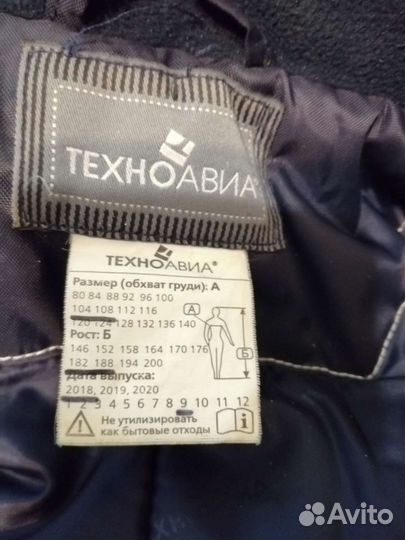 ТЕХНОАВИА®
ТЕХНОАВИА®
Размер (обхват груди): А
80 84 88 92 96 100
104 108 112 116
120 124 128 132 136 140
Рост: Б
146 152 158 164 170 176
182 188 194 200
Дата выпуска:
2018, 2019, 2020
1 2 3 4 5 6 7 8 9 10 11 12
Не утилизировать
как бытовые отходы
А
Б
Avito